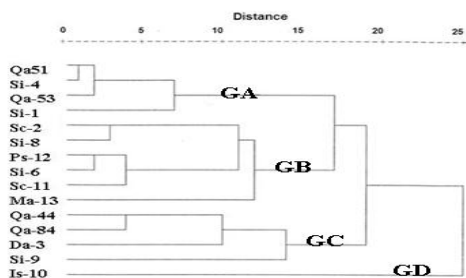 Distance
0 5 10 15 20 25
Qa51
Si-4
Qa-53
Si-1
GA
Sc-2
Si-8
Ps-12
Si-6
GB
Sc-11
Ma-13
Qa-44
Qa-84
Da-3
GC
Si-9
Is-10
GD